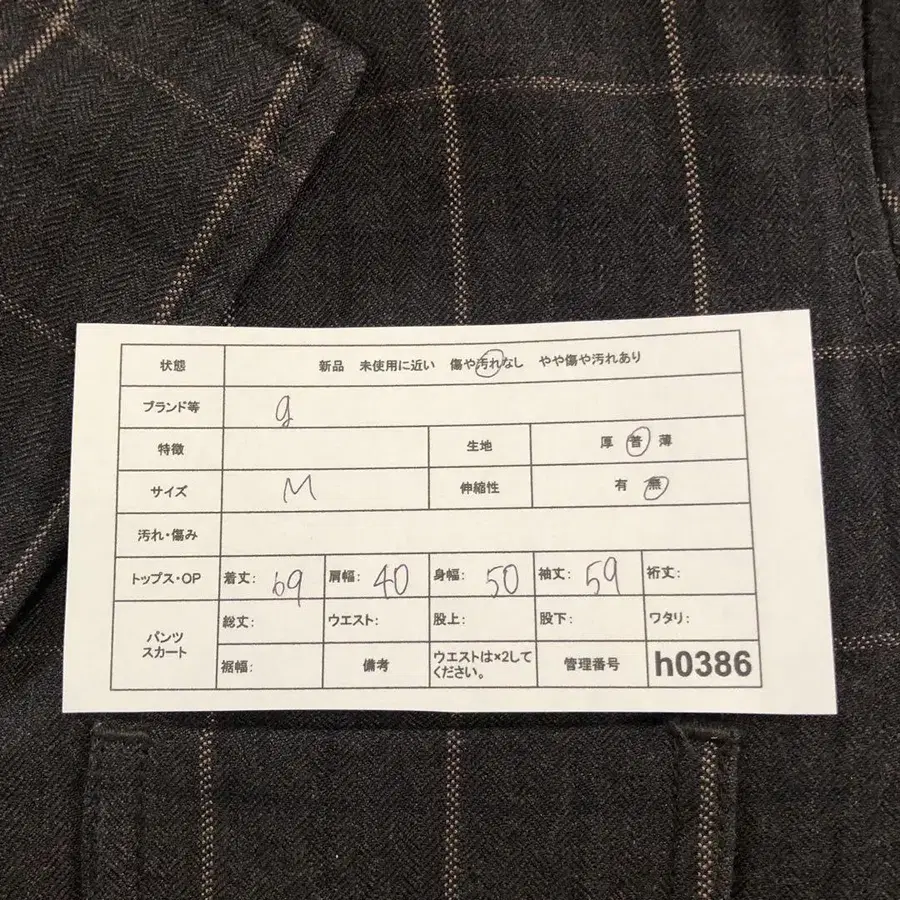 状態 新品 未使用に近い 傷や汚れなし やや傷や汚れあり
ブランド等 g
特徴 生地 厚 普 薄
サイズ M 伸縮性 有 無
汚れ・傷み
トップス・OP 着丈: 69 肩幅: 40 身幅: 50 袖丈: 59 裄丈:
パンツ スカート 総丈: ウエスト: 股上: 股下: ワタリ:
裾幅: 備考 ウエストは×2して
ください。 管理番号 h0386